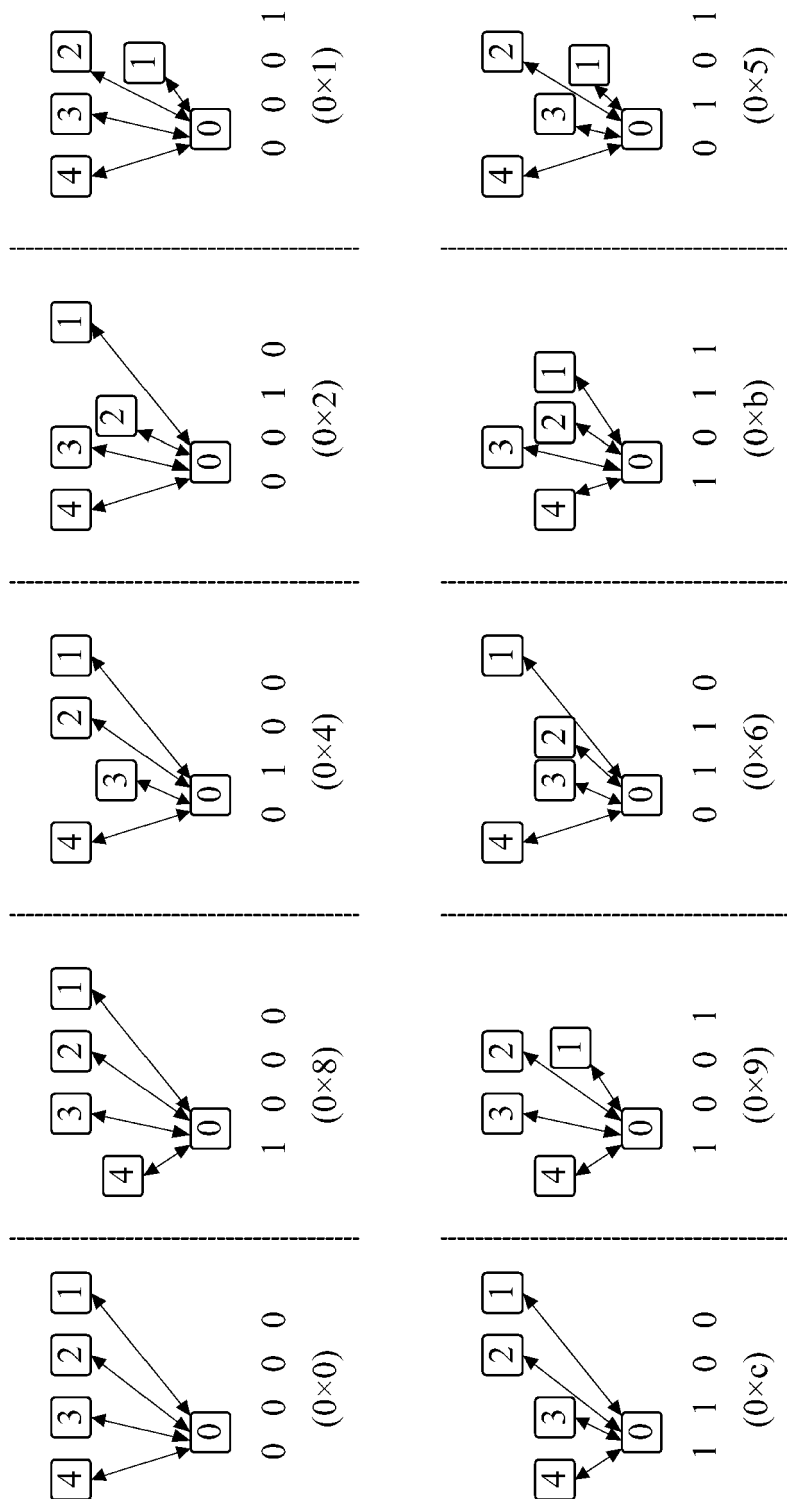 4 3 2 1
0
0 0 0 0
(0×0)
3 2 1
4
0
1 0 0 0
(0×8)
4 2 1
3
0
0 1 0 0
(0×4)
4 3 1
2
0
0 0 1 0
(0×2)
4 3 2
1
0
0 0 0 1
(0×1)
2 1
4 3
0
1 1 0 0
(0×c)
3 2
4 1
0
1 0 0 1
(0×9)
4 1
3 2
0
0 1 1 0
(0×6)
3
4 2 1
0
1 0 1 1
(0×b)
4 2
3 1
0
0 1 0 1
(0×5)